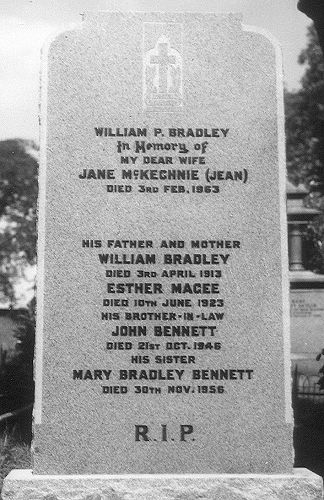 WILLIAM P. BRADLEY
In Memory of
MY DEAR WIFE
JANE McKECHNIE (JEAN)
DIED 3RD FEB, 1963
HIS FATHER AND MOTHER
WILLIAM BRADLEY
DIED 3RD APRIL 1913
ESTHER MAGEE
DIED 10TH JUNE 1923
HIS BROTHER-IN-LAW
JOHN BENNETT
DIED 21ST OCT. 1946
HIS SISTER
MARY BRADLEY BENNETT
DIED 30TH NOV. 1956
R.I.P.